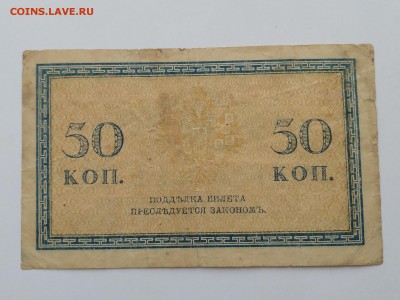 COINS.LAVE.RU
50 50
КОП. КОП.
ПОДДѢЛКА БИЛЕТА
ПРЕСЛѢДУЕТСЯ ЗАКОНОМЪ.